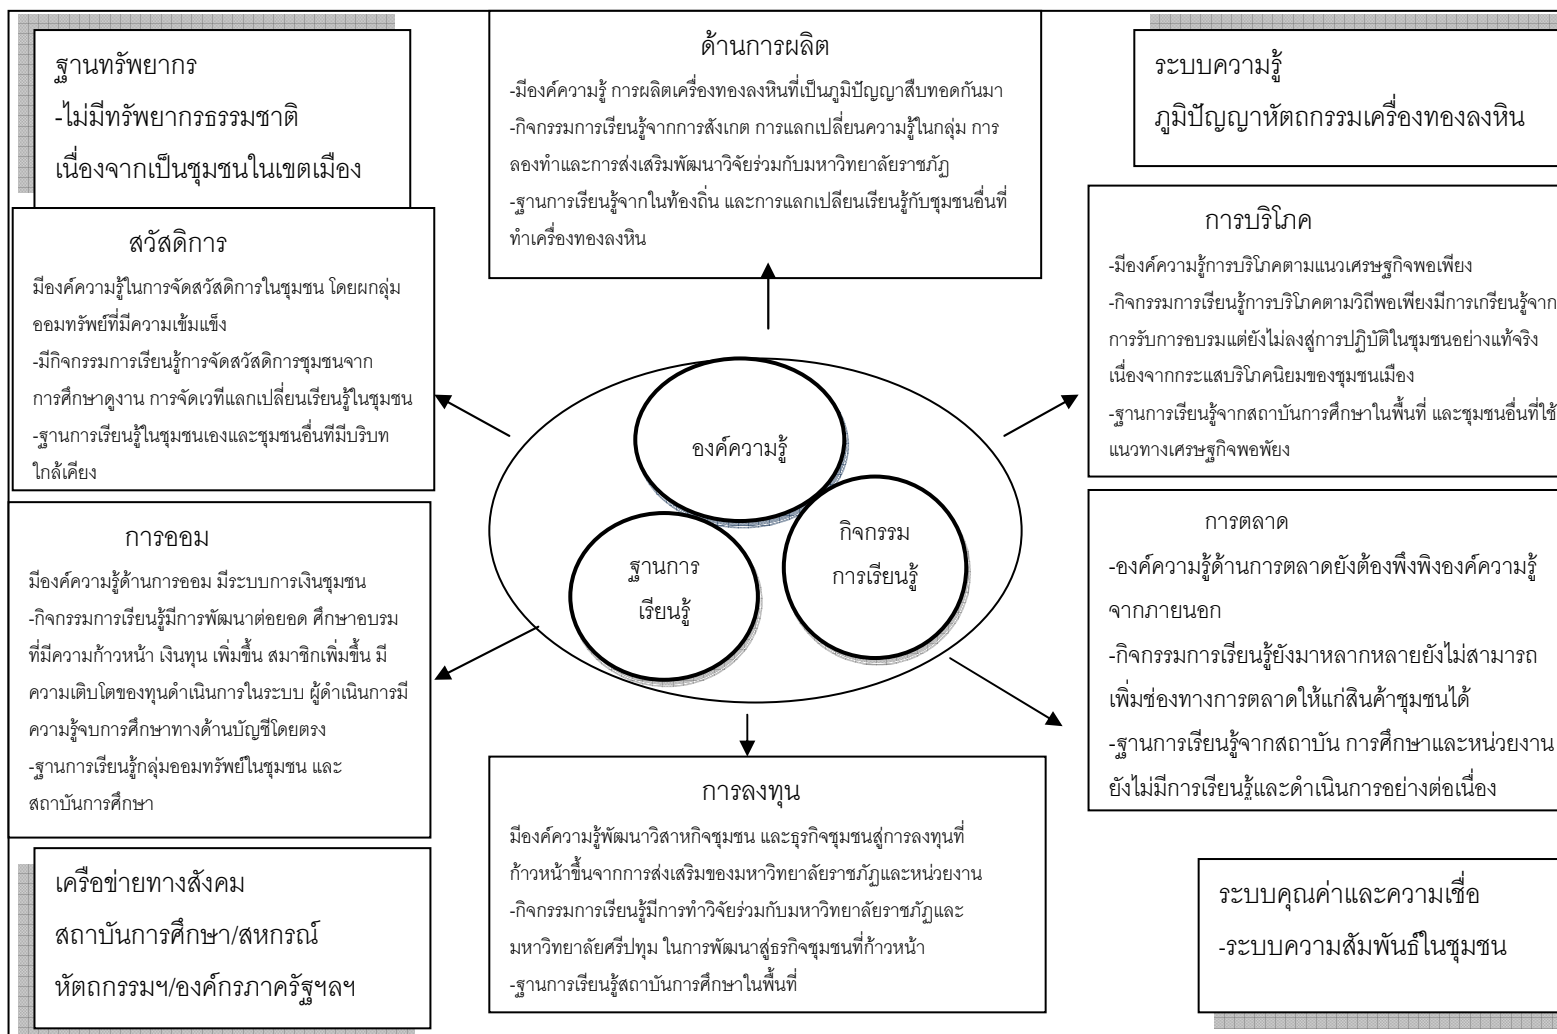 ฐานทรัพยากร
-ไม่มีทรัพยากรธรรมชาติ
เนื่องจากเป็นชุมชนในเขตเมือง
ด้านการผลิต
-มีองค์ความรู้ การผลิตเครื่องทองลงหินที่เป็นภูมิปัญญาสืบทอดกันมา
-กิจกรรมการเรียนรู้จากการสังเกต การแลกเปลี่ยนความรู้ในกลุ่ม การ
ลองทำและการส่งเสริมพัฒนาวิจัยร่วมกับมหาวิทยาลัยราชภัฏ
-ฐานการเรียนรู้จากในท้องถิ่น และการแลกเปลียนเรียนรู้กับชุมชนอื่นที่
ทำเครื่องทองลงหิน
ระบบความรู้
ภูมิปัญญาหัตถกรรมเครื่องทองลงหิน
สวัสดิการ
มีองค์ความรู้ในการจัดสวัสดิการในชุมชน โดยผกลุ่ม
ออมทรัพย์ที่มีความเข้มแข็ง
-มีกิจกรรมการเรียนรู้การจัดสวัสดิการชุมชนจาก
การศึกษาดูงาน การจัดเวทีแลกเปลี่ยนเรียนรู้ในชุมชน
-ฐานการเรียนรู้ในชุมชนเองและชุมชนอื่นทีมีบริบท
ใกล้เคียง
การบริโภค
-มีองค์ความรู้การบริโภคตามแนวเศรษฐกิจพอเพียง
-กิจกรรมการเรียนรู้การบริโภคตามวิถีพอเพียงมีการเกรียนรู้จาก
การรับการอบรมแต่ยังไม่ลงสู่การปฏิบัติในชุมชนอย่างแท้จริง
เนื่องจากกระแสบริโภคนิยมของชุมชนเมือง
-ฐานการเรียนรู้จากสถาบันการศึกษาในพื้นที่ และชุมชนอื่นที่ใช้
แนวทางเศรษฐกิจพอพัยง
องค์ความรู้
กิจกรรม
การเรียนรู้
ฐานการ
เรียนรู้
การออม
มีองค์ความรู้ด้านการออม มีระบบการเงินชุมชน
-กิจกรรมการเรียนรู้มีการพัฒนาต่อยอด ศึกษาอบรม
ที่มีความก้าวหน้า เงินทุน เพิ่มขึ้น สมาชิกเพิ่มขึ้น มี
ความเติบโตของทุนดำเนินการในระบบ ผู้ดำเนินการมี
ความรู้จบการศึกษาทางด้านบัญชีโดยตรง
-ฐานการเรียนรู้กลุ่มออมทรัพย์ในชุมชน และ
สถาบันการศึกษา
การตลาด
-องค์ความรู้ด้านการตลาดยังต้องพึงพิงองค์ความรู้
จากภายนอก
-กิจกรรมการเรียนรู้ยังมาหลากหลายยังไม่สามารถ
เพิ่มช่องทางการตลาดให้แก่สินค้าชุมชนได้
-ฐานการเรียนรู้จากสถาบัน การศึกษาและหน่วยงาน
ยังไม่มีการเรียนรู้และดำเนินการอย่างต่อเนื่อง
การลงทุน
มีองค์ความรู้พัฒนาวิสาหกิจชุมชน และธุรกิจชุมชนสู่การลงทุนที่
ก้าวหน้าขึ้นจากการส่งเสริมของมหาวิทยาลัยราชภัฏและหน่วยงาน
-กิจกรรมการเรียนรู้มีการทำวิจัยร่วมกับมหาวิทยาลัยราชภัฏและ
มหาวิทยาลัยศรีปทุม ในการพัฒนาสู่ธรกิจชุมชนที่ก้าวหน้า
-ฐานการเรียนรู้สถาบันการศึกษาในพื้นที่
เครือข่ายทางสังคม
สถาบันการศึกษา/สหกรณ์
หัตถกรรมฯ/องค์กรภาครัฐฯลฯ
ระบบคุณค่าและความเชื่อ
-ระบบความสัมพันธ์ในชุมชน